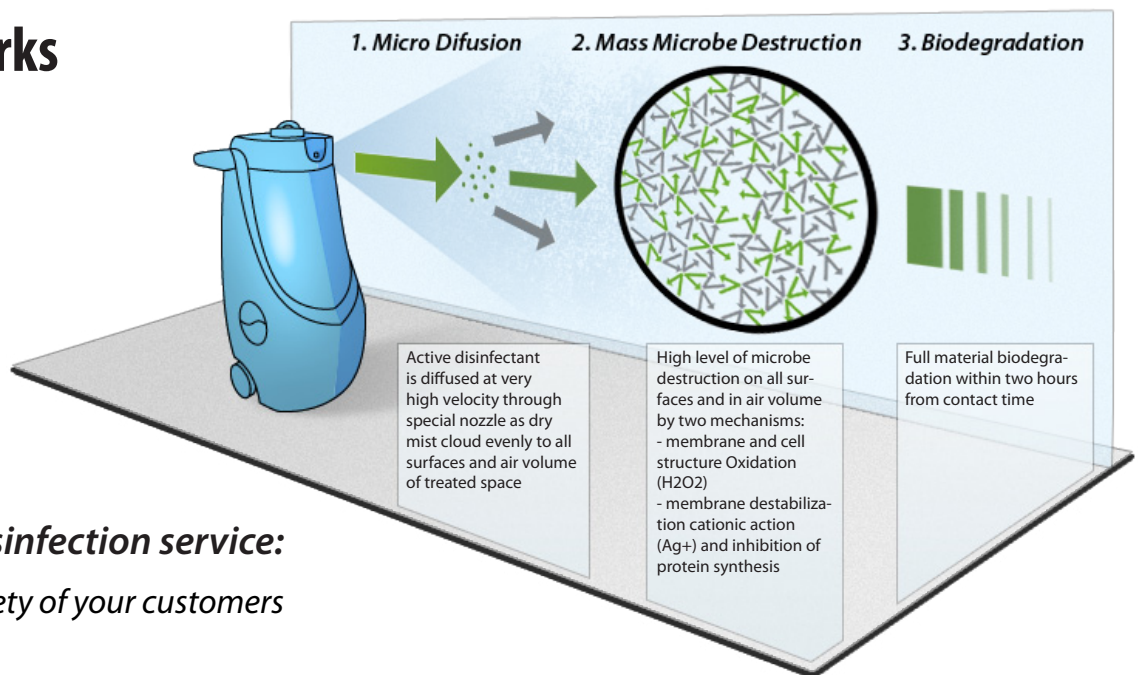 rks
1. Micro Difusion
2. Mass Microbe Destruction
3. Biodegradation
Active disinfectant
is diffused at very
high velocity through
special nozzle as dry
mist cloud evenly to all
surfaces and air volume
of treated space
High level of microbe
destruction on all sur-
faces and in air volume
by two mechanisms:
- membrane and cell
structure Oxidation
(H2O2)
- membrane destabiliza-
tion cationic action
(Ag+) and inhibition of
protein synthesis
Full material biodegra-
dation within two hours
from contact time
sinfection service:
ety of your customers